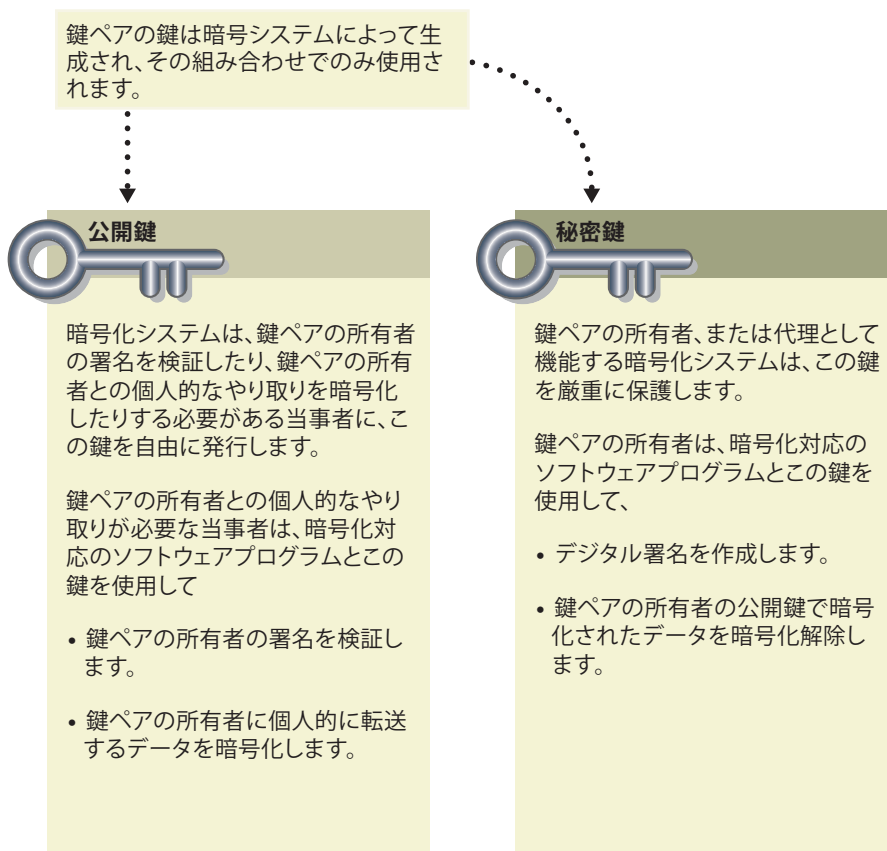 鍵ペアの鍵は暗号システムによって生
成され、その組み合わせでのみ使用さ
れます。
公開鍵
暗号化システムは、鍵ペアの所有者
の署名を検証したり、鍵ペアの所有
者との個人的なやり取りを暗号化
したりする必要がある当事者に、こ
の鍵を自由に発行します。
鍵ペアの所有者との個人的なやり
取りが必要な当事者は、暗号化対
応のソフトウェアプログラムとこの
鍵を使用して
• 鍵ペアの所有者の署名を検証し
ます。
• 鍵ペアの所有者に個人的に転送
するデータを暗号化します。
秘密鍵
鍵ペアの所有者、または代理として
機能する暗号化システムは、この鍵
を厳重に保護します。
鍵ペアの所有者は、暗号化対応の
ソフトウェアプログラムとこの鍵を
使用して、
• デジタル署名を作成します。
• 鍵ペアの所有者の公開鍵で暗号
化されたデータを暗号化解除し
ます。